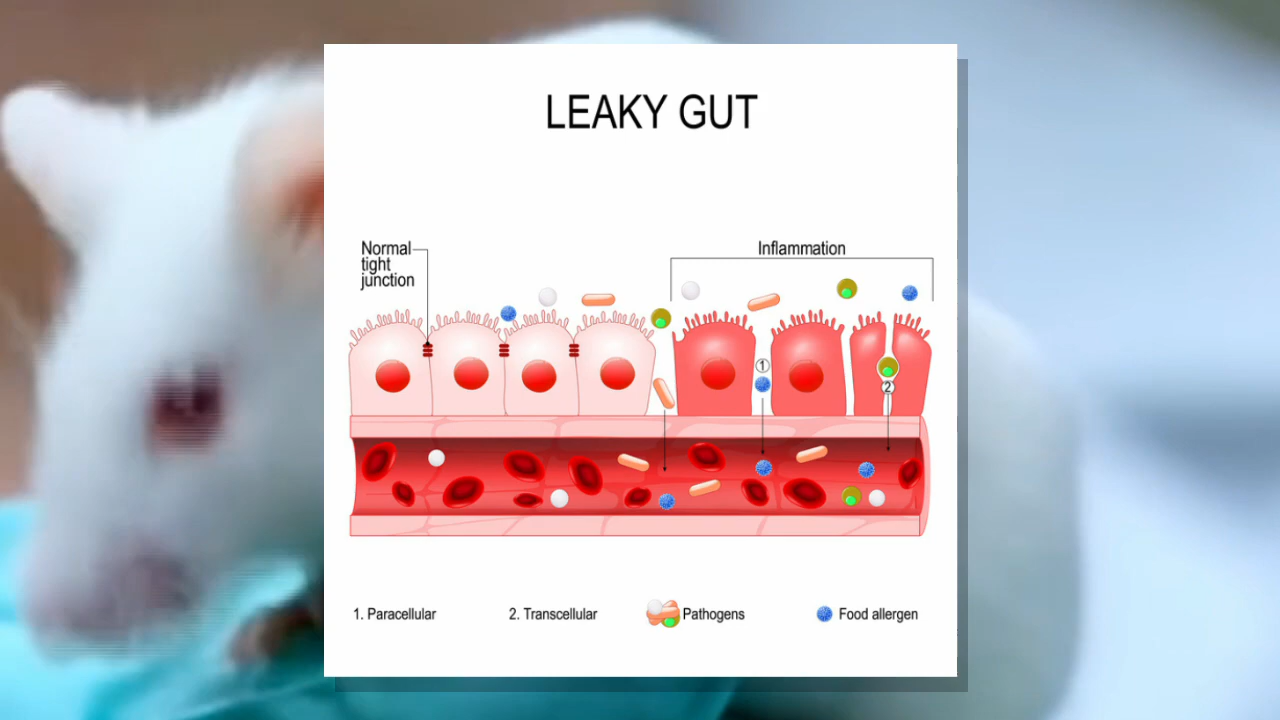 LEAKY GUT
Normal
tight
junction
Inflammation
1
2
1. Paracellular
2. Transcellular
Pathogens
Food allergen